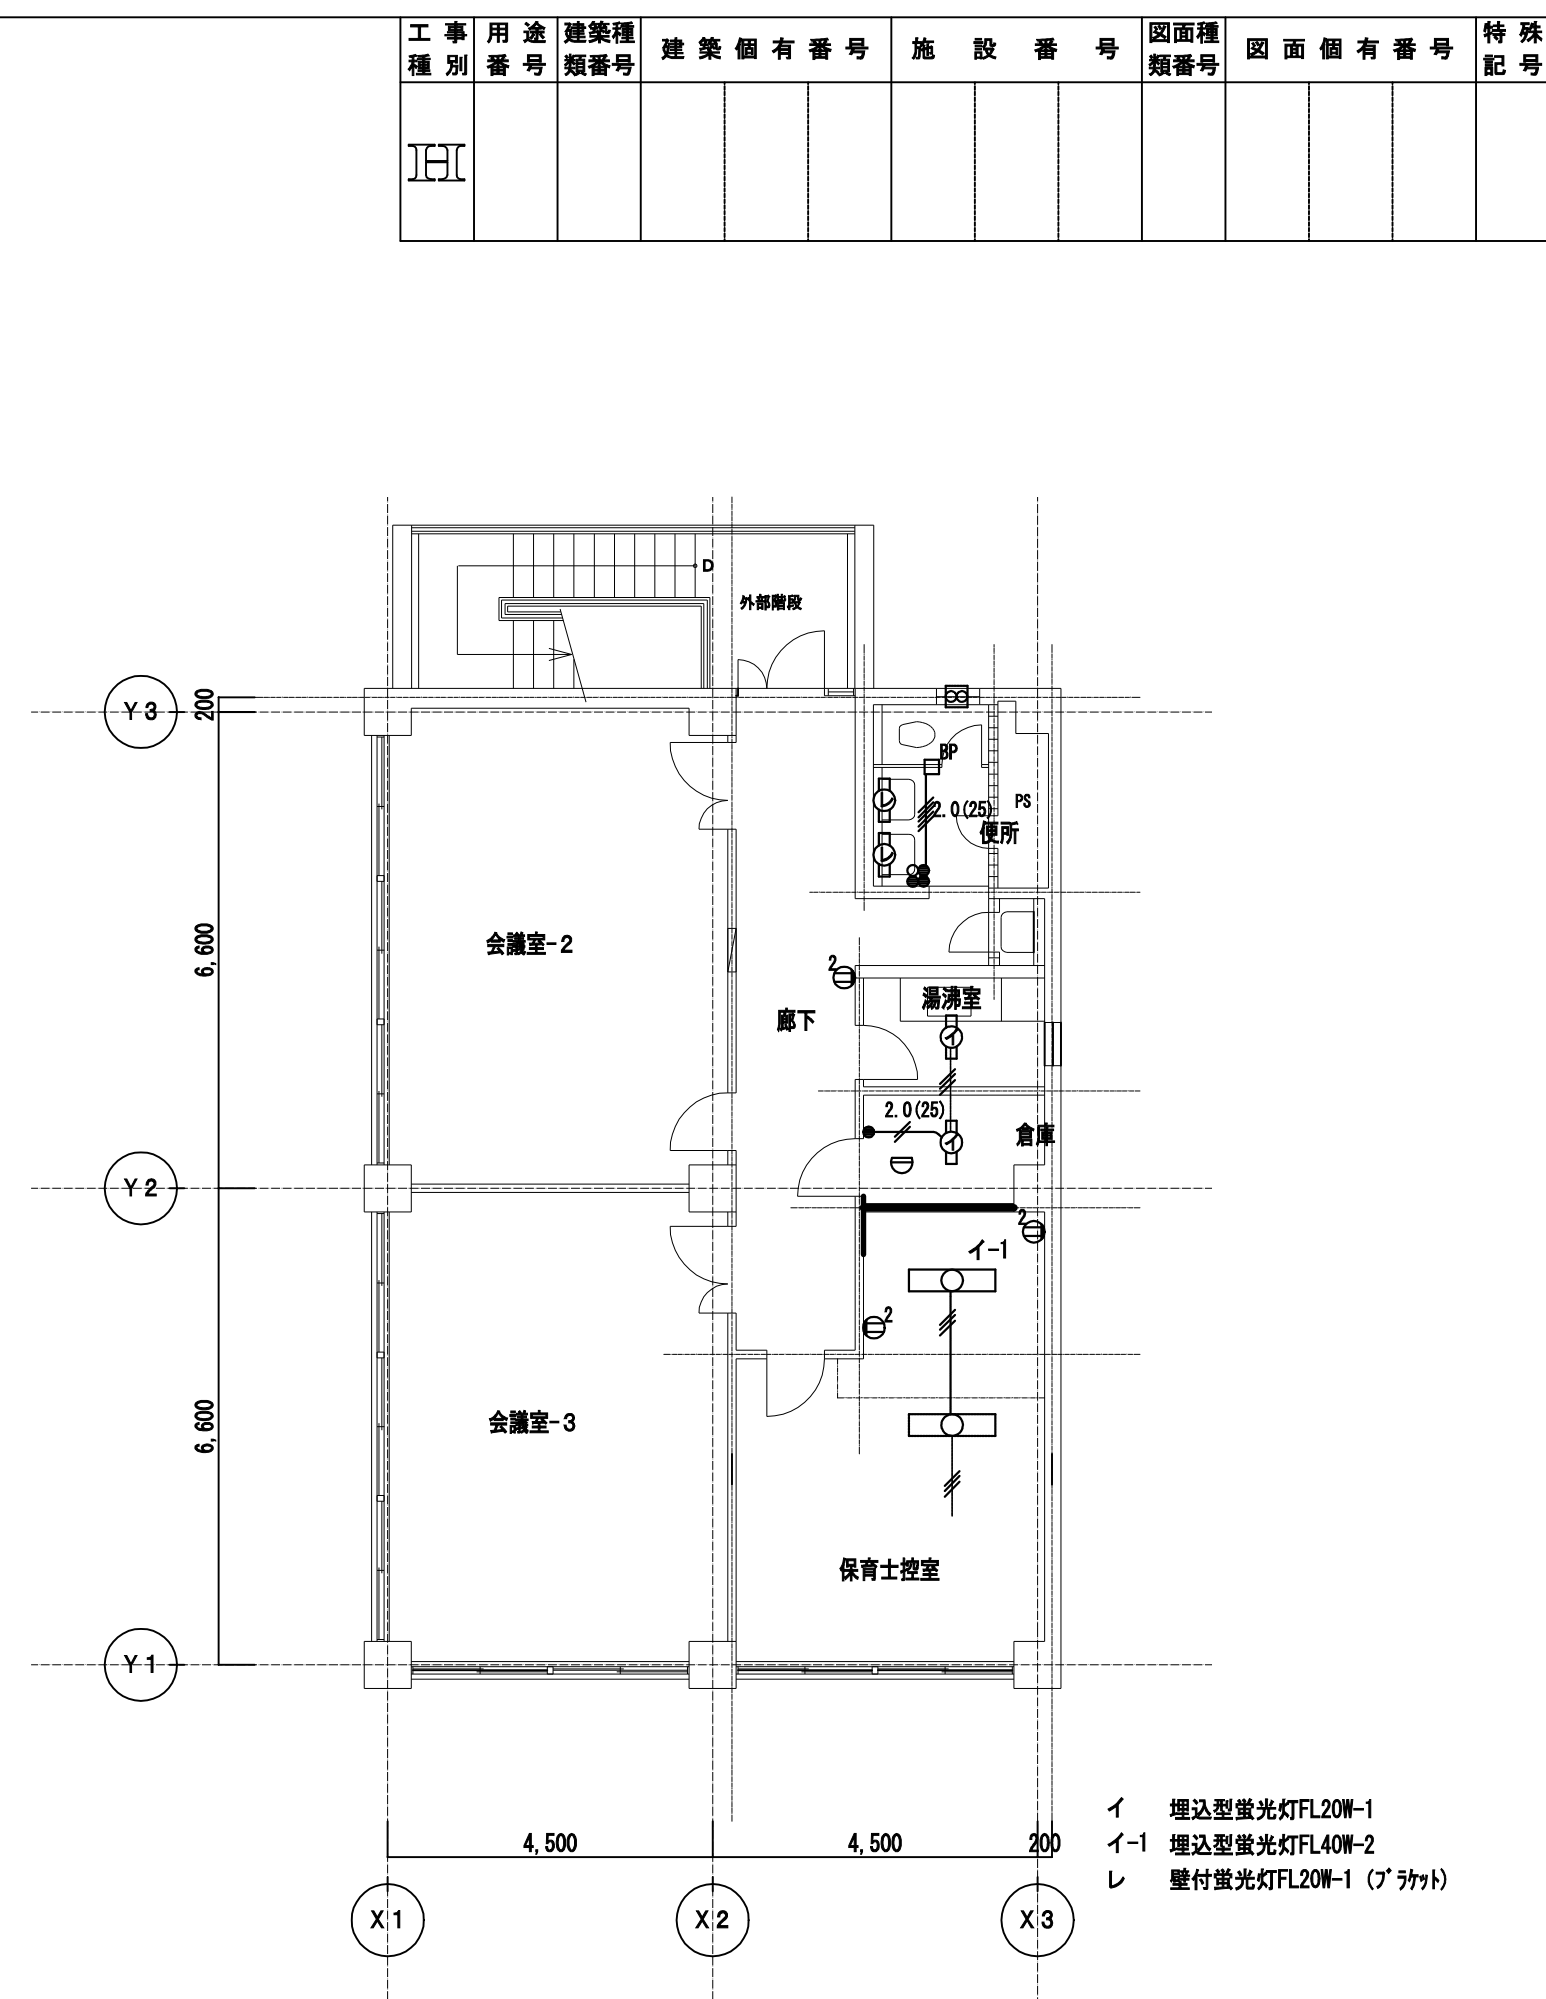 工事種別
用途番号
建築種類番号
建築個有番号
施設番号
図面種類番号
図面個有番号
特殊記号
H
D
外部階段
Y3
200
BP
レ
2.0(25)
PS
便所
レ
6,600
会議室-2
2
湯沸室
廊下
イ
2.0(25)
イ
倉庫
Y2
2
イ-1
2
6,600
会議室-3
保育士控室
Y1
イ 埋込型蛍光灯FL20W-1
4,500
4,500
200
イ-1 埋込型蛍光灯FL40W-2
レ 壁付蛍光灯FL20W-1（ﾌﾞﾗｹｯﾄ）
X1
X2
X3